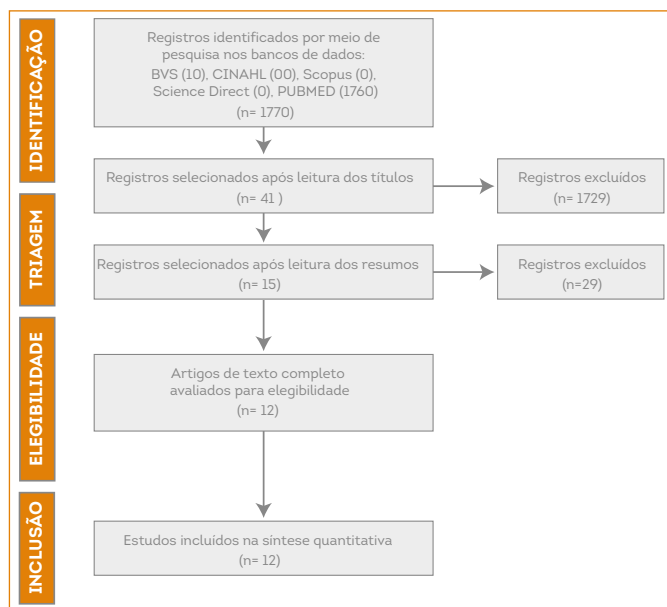 IDENTIFICAÇÃO
Registros identificados por meio de
pesquisa nos bancos de dados:
BVS (10), CINAHL (00), Scopus (0),
Science Direct (0), PUBMED (1760)
(n= 1770)
Registros selecionados após leitura dos títulos
(n= 41 )
Registros excluídos
(n= 1729)
TRIAGEM
Registros selecionados após leitura dos resumos
(n= 15)
Registros excluídos
(n=29)
ELEGIBILIDADE
Artigos de texto completo
avaliados para elegibilidade
(n= 12)
INCLUSÃO
Estudos incluídos na síntese quantitativa
(n= 12)